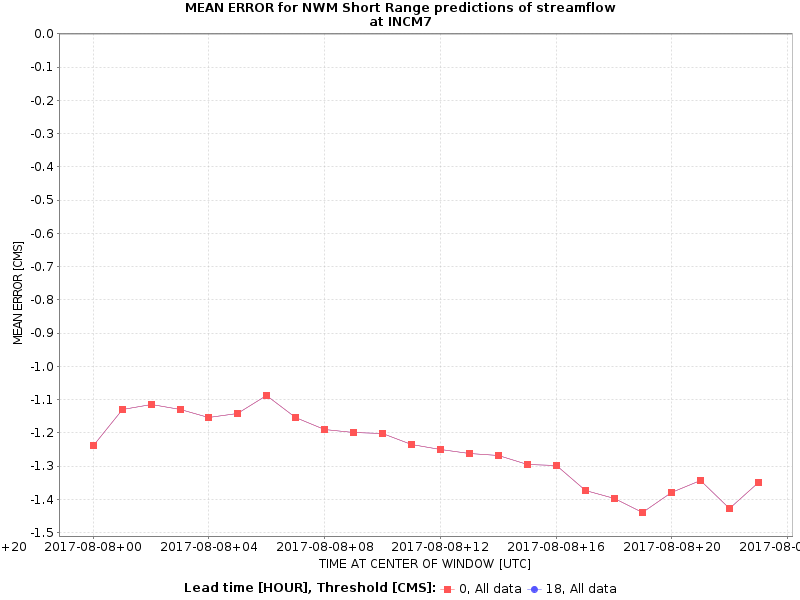 MEAN ERROR for NWM Short Range predictions of streamflow
at INCM7
0.0
-0.1
-0.2
-0.3
-0.4
-0.5
-0.6
-0.7
-0.8
-0.9
-1.0
-1.1
-1.2
-1.3
-1.4
-1.5
MEAN ERROR [CMS]
+20 2017-08-08+00 2017-08-08+04 2017-08-08+08 2017-08-08+12 2017-08-08+16 2017-08-08+20 2017-08-0
TIME AT CENTER OF WINDOW [UTC]
Lead time [HOUR], Threshold [CMS]: 0, All data 18, All data